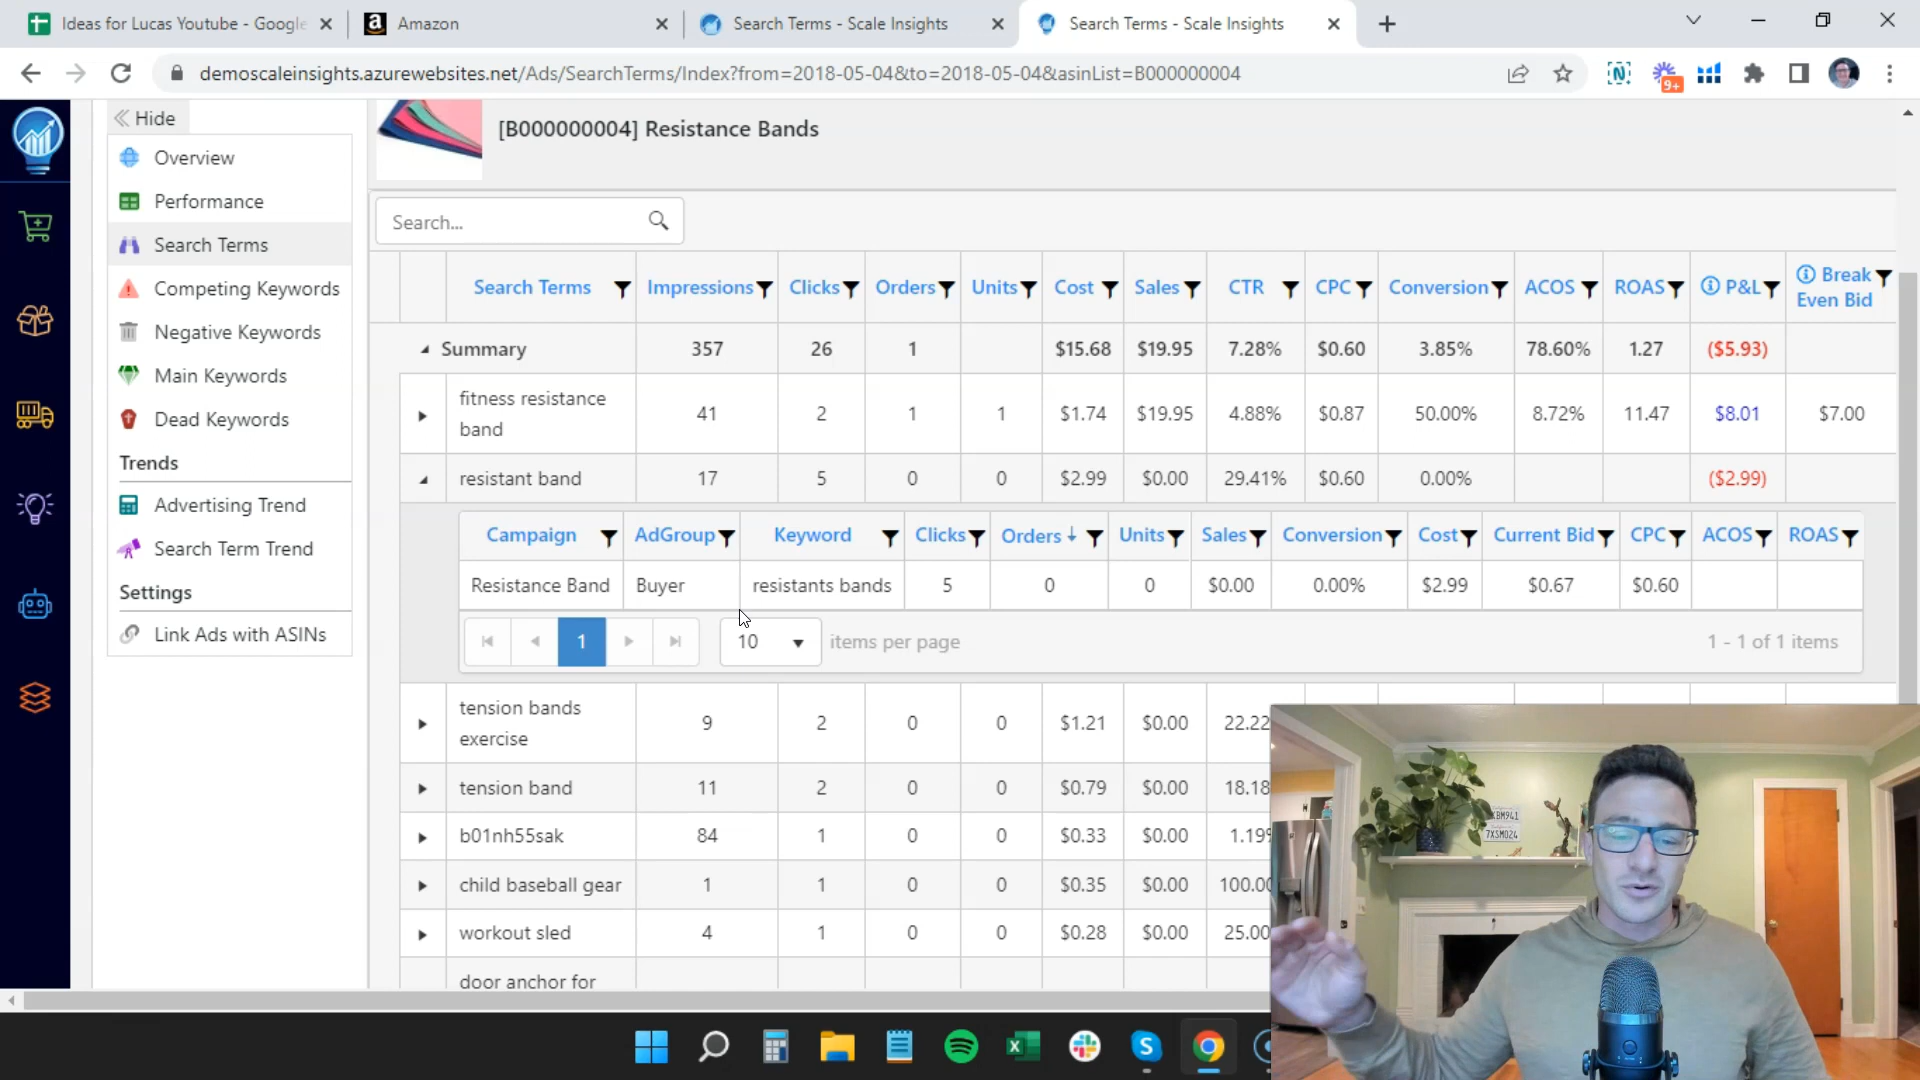 Ideas for Lucas Youtube - Google
Amazon
Search Terms - Scale Insights
Search Terms - Scale Insights
demoscaleinsights.azurewebsites.net/Ads/SearchTerms/Index?from=2018-05-04&to=2018-05-04&asinList=B000000004
9+
Hide
Overview
Performance
Search Terms
Competing Keywords
Negative Keywords
Main Keywords
Dead Keywords
Trends
Advertising Trend
Search Term Trend
Settings
Link Ads with ASINs
[B000000004] Resistance Bands
Search...
Search Terms Impressions Clicks Orders Units Cost Sales CTR CPC Conversion ACOS ROAS P&L Break Even Bid
Summary 357 26 1 $15.68 $19.95 7.28% $0.60 3.85% 78.60% 1.27 ($5.93)
fitness resistance band 41 2 1 1 $1.74 $19.95 4.88% $0.87 50.00% 8.72% 11.47 $8.01 $7.00
resistant band 17 5 0 0 $2.99 $0.00 29.41% $0.60 0.00% ($2.99)
Campaign AdGroup Keyword Clicks Orders Units Sales Conversion Cost Current Bid CPC ACOS ROAS
Resistance Band Buyer resistants bands 5 0 0 $0.00 0.00% $2.99 $0.67 $0.60
1 10 items per page 1 - 1 of 1 items
tension bands exercise 9 2 0 0 $1.21 $0.00 22.22
tension band 11 2 0 0 $0.79 $0.00 18.18
b01nh55sak 84 1 0 0 $0.33 $0.00 1.19%
child baseball gear 1 1 0 0 $0.35 $0.00 100.00
workout sled 4 1 0 0 $0.28 $0.00 25.00
door anchor for
7XSM024